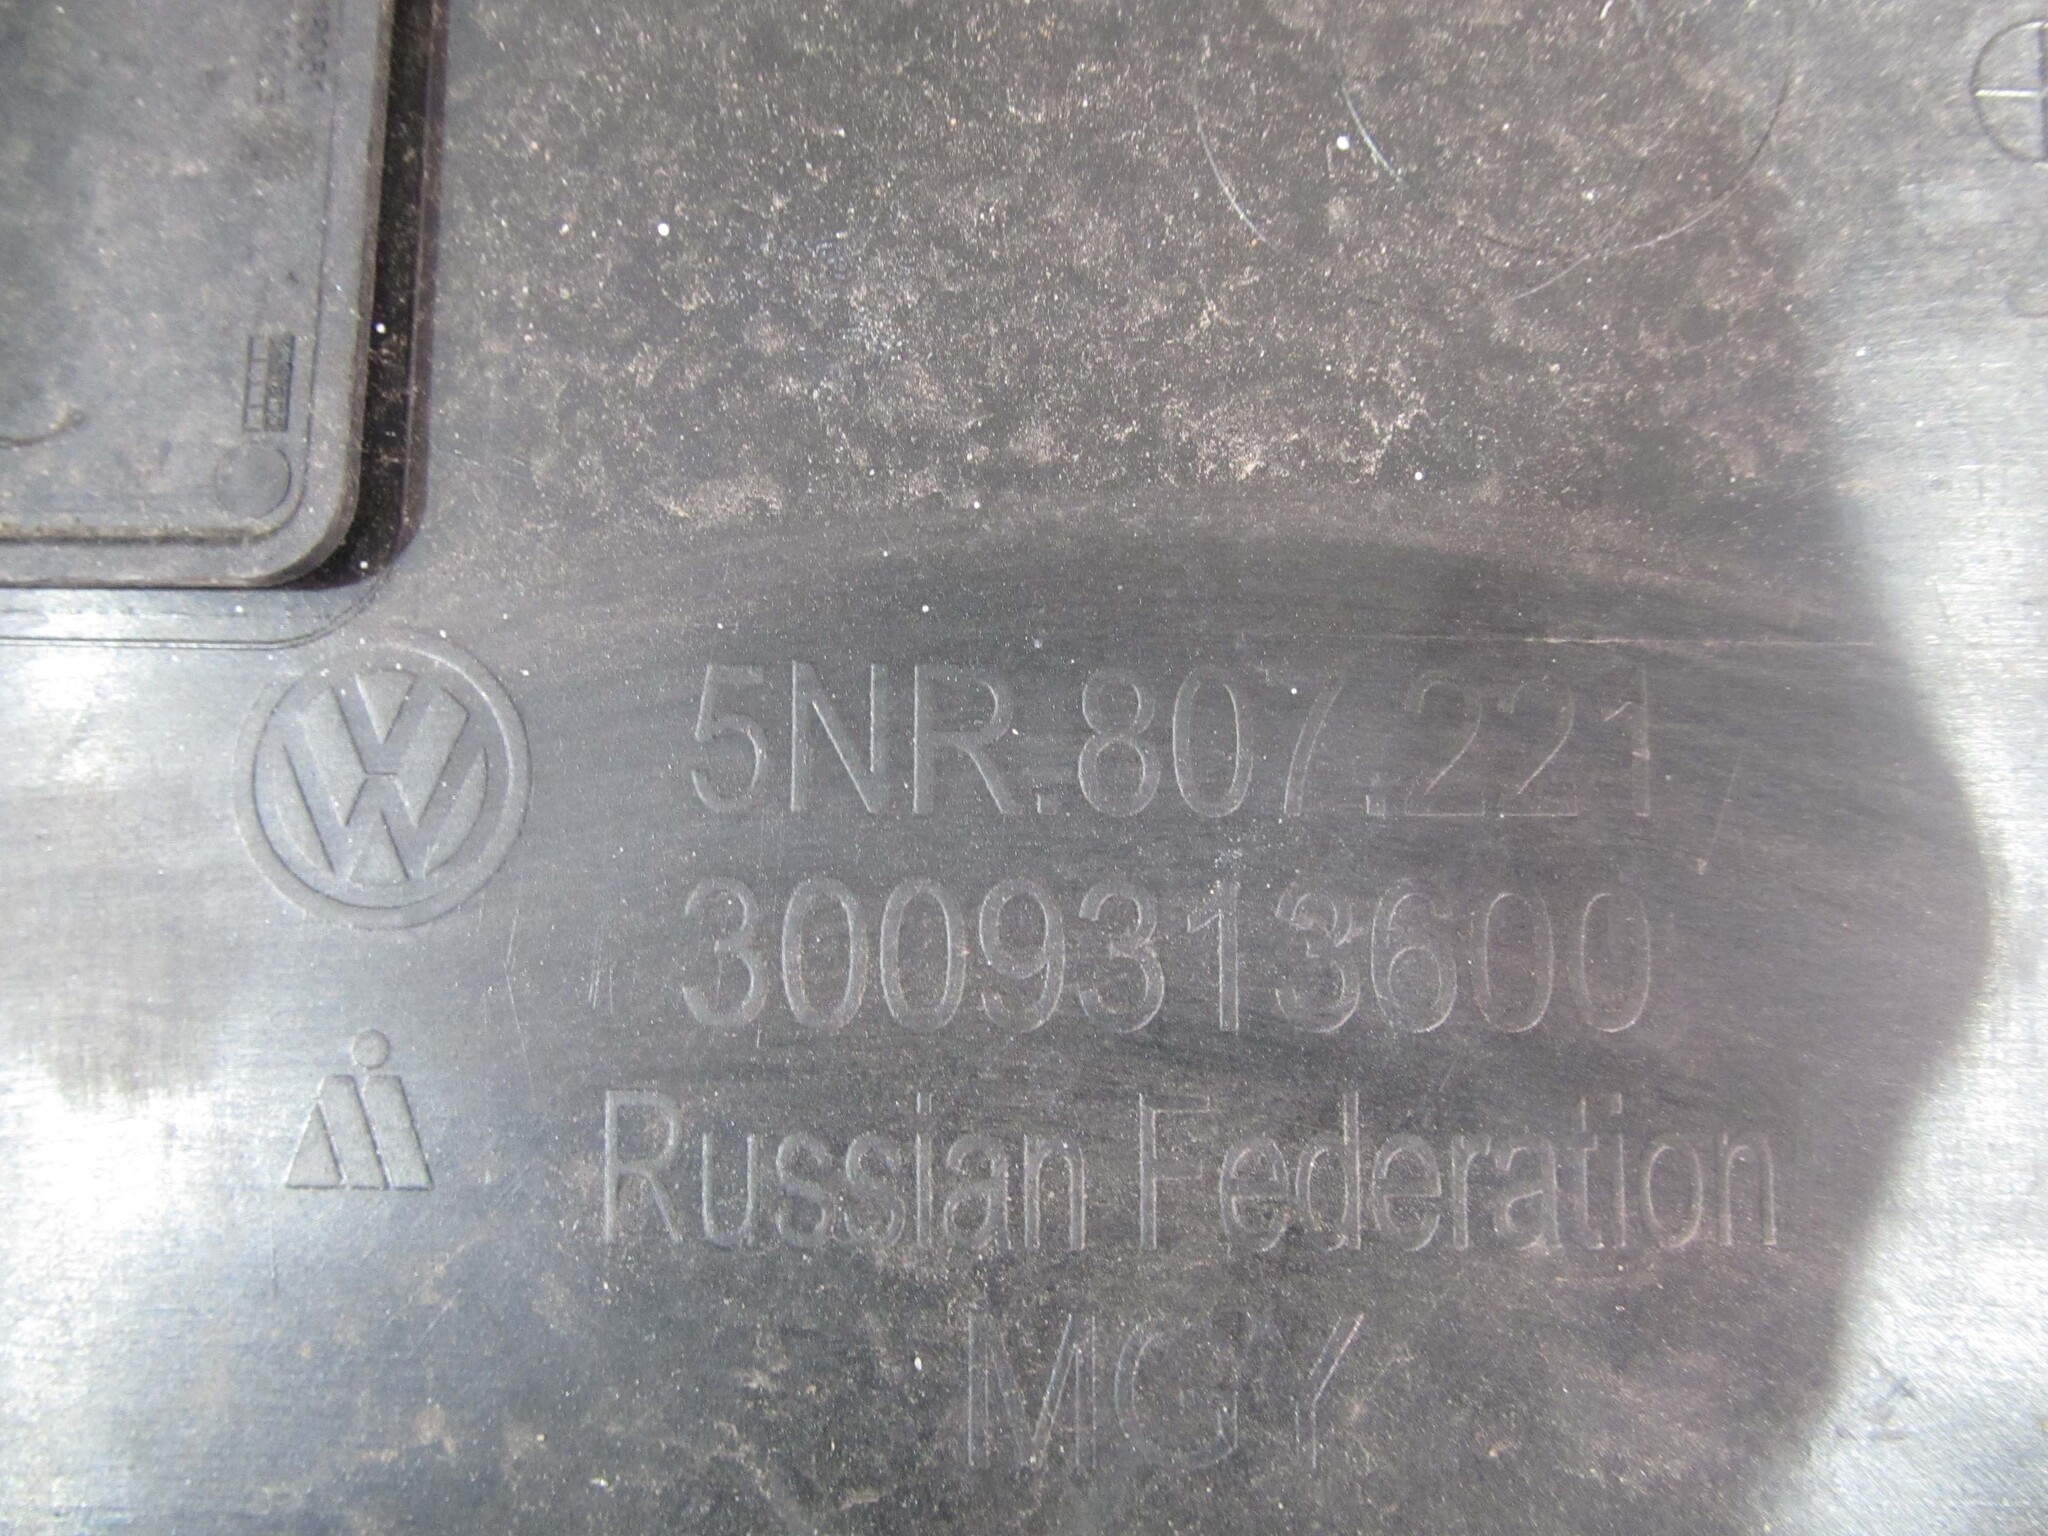 5NR.807.221
3009313600
Russian Federation
MGY